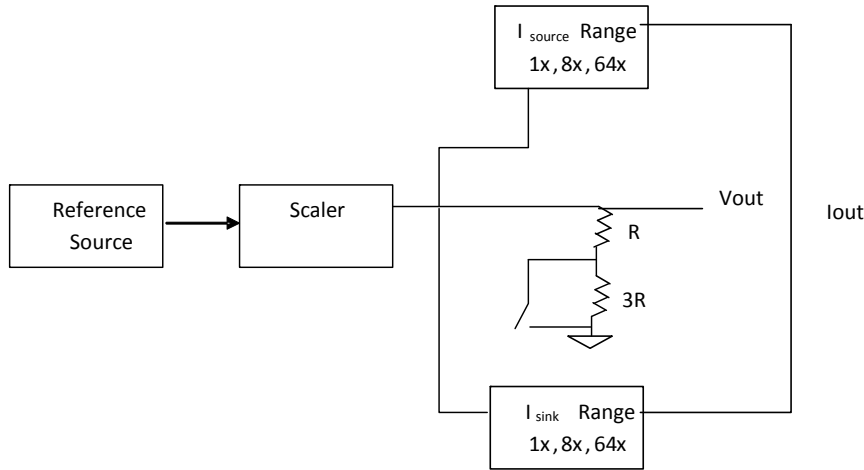 I source Range
1x, 8x, 64x
Reference
Source
Scaler
Vout
Iout
R
3R
I sink Range
1x, 8x, 64x